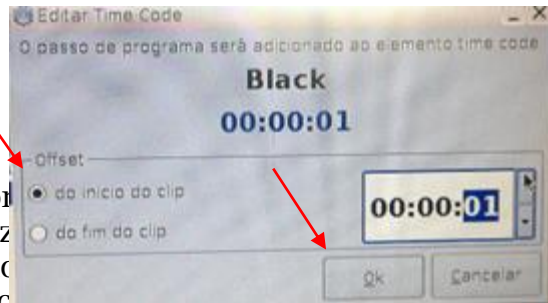 Editar Time Code
O passo de programa será adicionado ao elemento time code
Black
00:00:01
Offset
do inicio do clip
do fim do clip
00:00:01
Ok
Cancelar